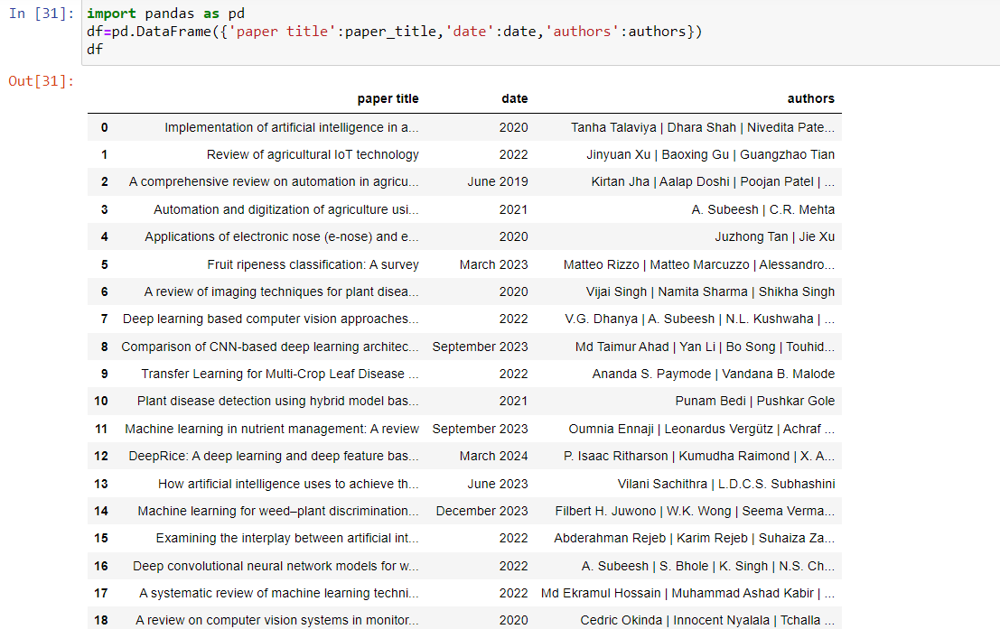 In [31]: import pandas as pd
df=pd.DataFrame({'paper title':paper_title,'date':date,'authors':authors})
df
Out[31]:
paper title date authors
0 Implementation of artificial intelligence in a... 2020 Tanha Talaviya | Dhara Shah | Nivedita Pate...
1 Review of agricultural IoT technology 2022 Jinyuan Xu | Baoxing Gu | Guangzhao Tian
2 A comprehensive review on automation in agricu... June 2019 Kirtan Jha | Aalap Doshi | Poojan Patel | ...
3 Automation and digitization of agriculture usi... 2021 A. Subeesh | C.R. Mehta
4 Applications of electronic nose (e-nose) and e... 2020 Juzhong Tan | Jie Xu
5 Fruit ripeness classification: A survey March 2023 Matteo Rizzo | Matteo Marcuzzo | Alessandro...
6 A review of imaging techniques for plant disea... 2020 Vijai Singh | Namita Sharma | Shikha Singh
7 Deep learning based computer vision approaches... 2022 V.G. Dhanya | A. Subeesh | N.L. Kushwaha | ...
8 Comparison of CNN-based deep learning architec... September 2023 Md Taimur Ahad | Yan Li | Bo Song | Touhid...
9 Transfer Learning for Multi-Crop Leaf Disease ... 2022 Ananda S. Paymode | Vandana B. Malode
10 Plant disease detection using hybrid model bas... 2021 Punam Bedi | Pushkar Gole
11 Machine learning in nutrient management: A review September 2023 Oumnia Ennaji | Leonardus Vergütz | Achraf ...
12 DeepRice: A deep learning and deep feature bas... March 2024 P. Isaac Ritharson | Kumudha Raimond | X. A...
13 How artificial intelligence uses to achieve th... June 2023 Vilani Sachithra | L.D.C.S. Subhashini
14 Machine learning for weed–plant discrimination... December 2023 Filbert H. Juwono | W.K. Wong | Seema Verma...
15 Examining the interplay between artificial int... 2022 Abderahman Rejeb | Karim Rejeb | Suhaiza Za...
16 Deep convolutional neural network models for w... 2022 A. Subeesh | S. Bhole | K. Singh | N.S. Ch...
17 A systematic review of machine learning techni... 2022 Md Ekramul Hossain | Muhammad Ashad Kabir | ...
18 A review on computer vision systems in monitor... 2020 Cedric Okinda | Innocent Nyalala | Tchalla ...